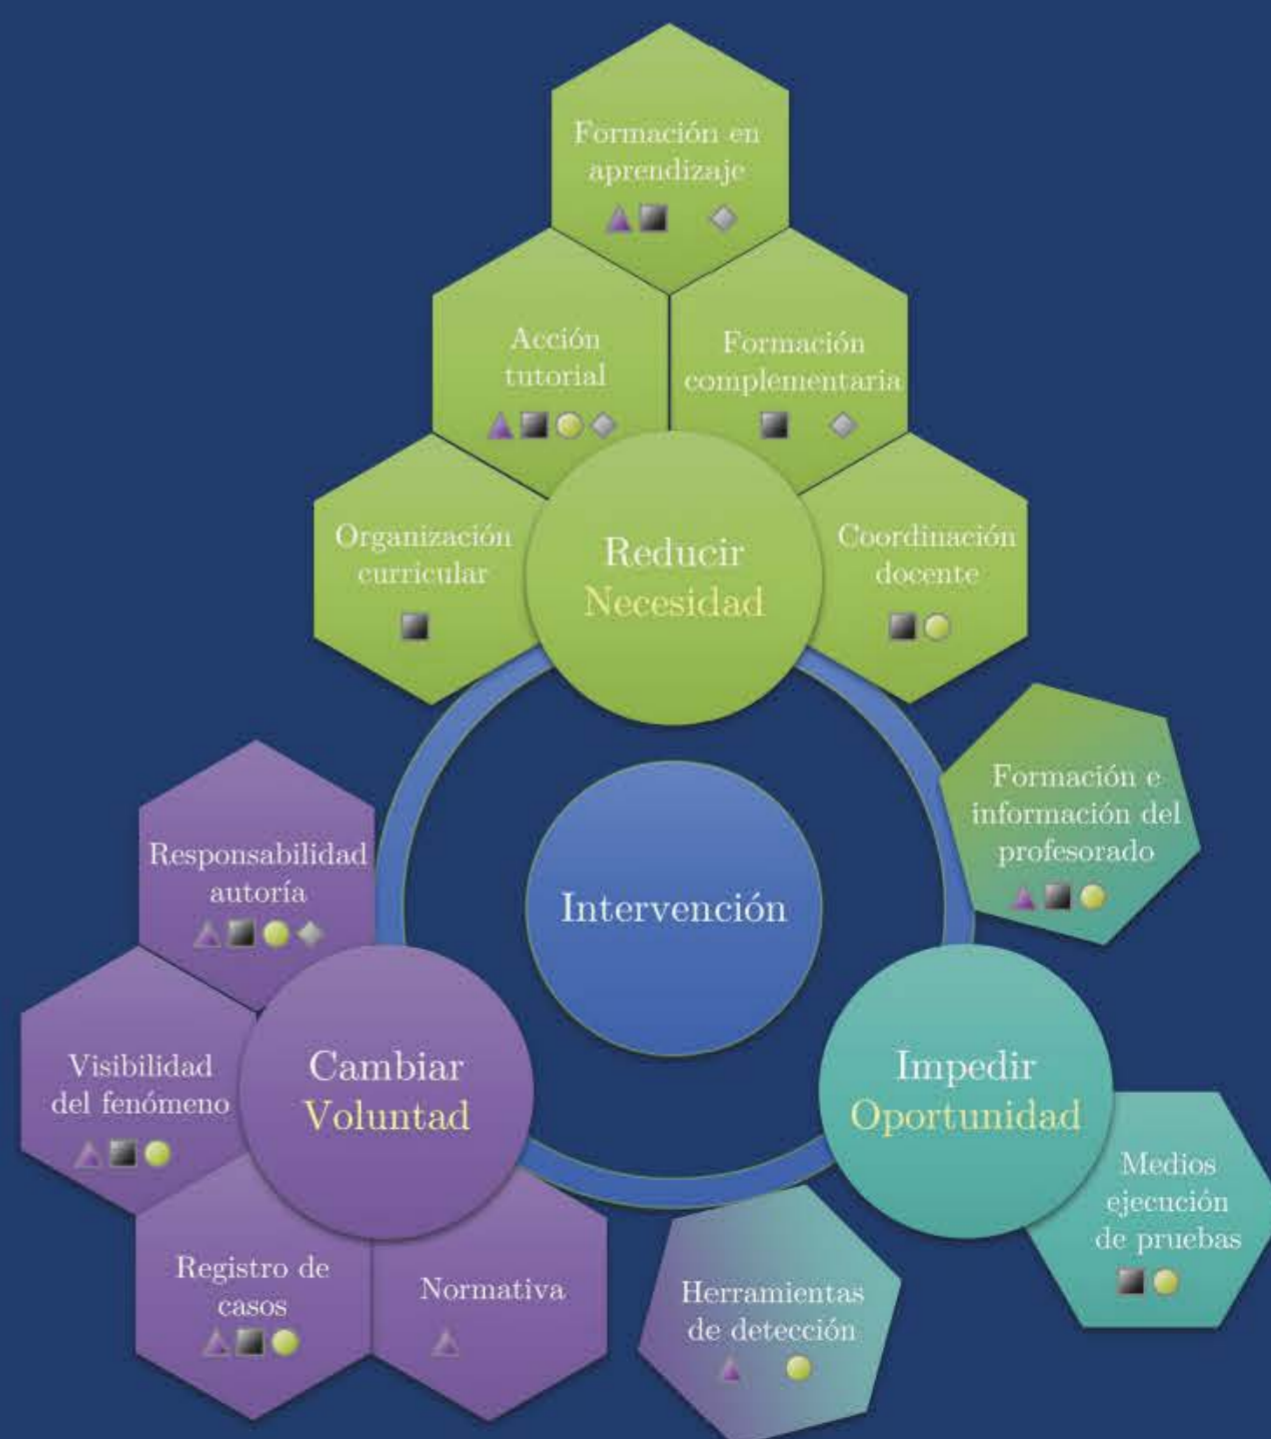 Formación en
aprendizaje
Acción
tutorial
Formación
complementaria
Organización
curricular
Reducir
Necesidad
Coordinación
docente
Formación e
información del
profesorado
Responsabilidad
autoría
Intervención
Visibilidad
del fenómeno
Cambiar
Voluntad
Impedir
Oportunidad
Medios
ejecución
de pruebas
Registro de
casos
Normativa
Herramientas
de detección